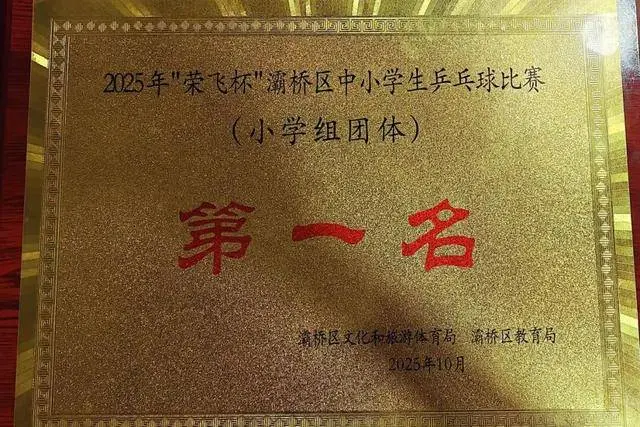 2025年"荣飞杯"灞桥区中小学生乒乓球比赛
（小学组团体）
第一名
灞桥区文化和旅游体育局 灞桥区教育局
2025年10月